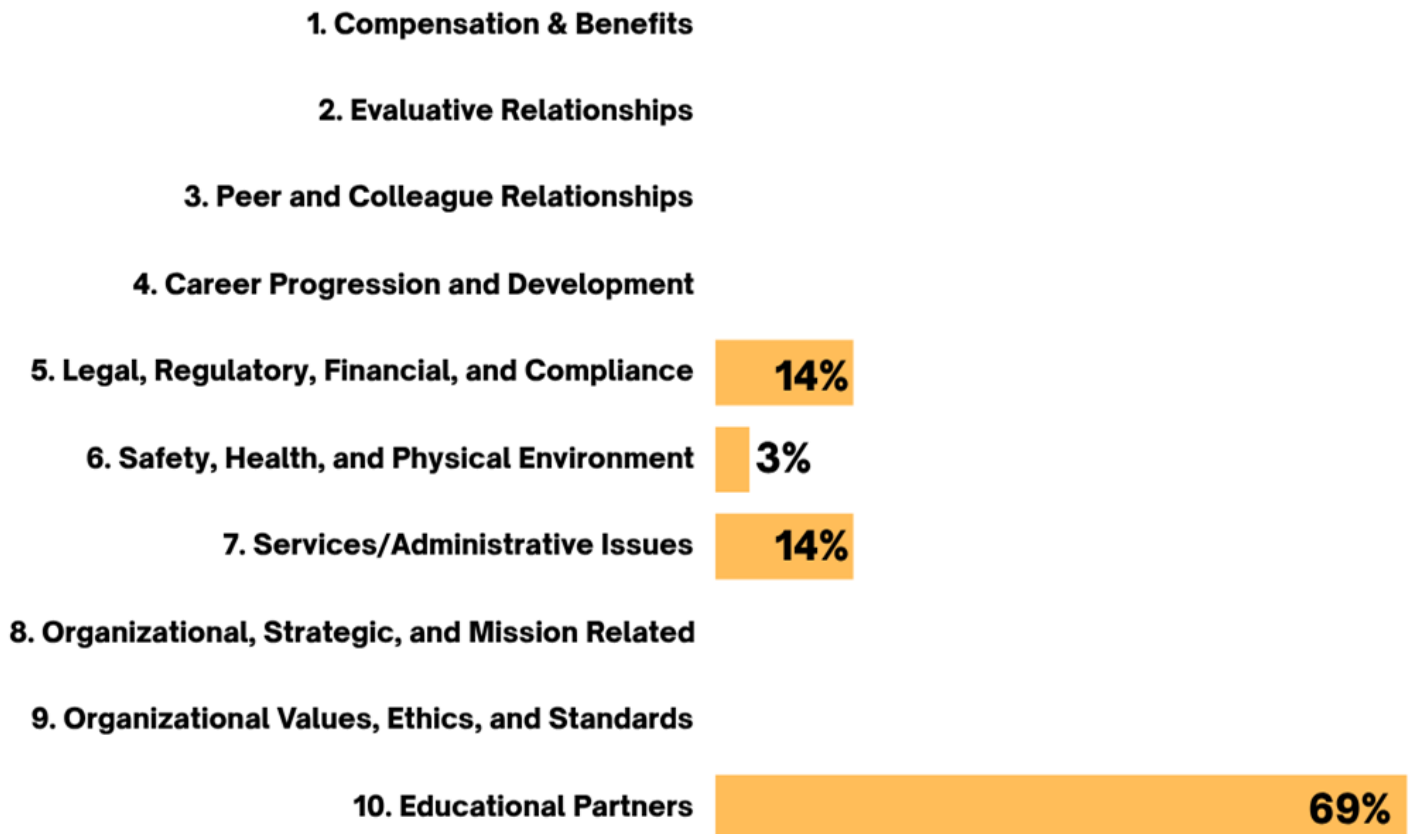 1. Compensation & Benefits
2. Evaluative Relationships
3. Peer and Colleague Relationships
4. Career Progression and Development
5. Legal, Regulatory, Financial, and Compliance 14%
6. Safety, Health, and Physical Environment 3%
7. Services/Administrative Issues 14%
8. Organizational, Strategic, and Mission Related
9. Organizational Values, Ethics, and Standards
10. Educational Partners 69%